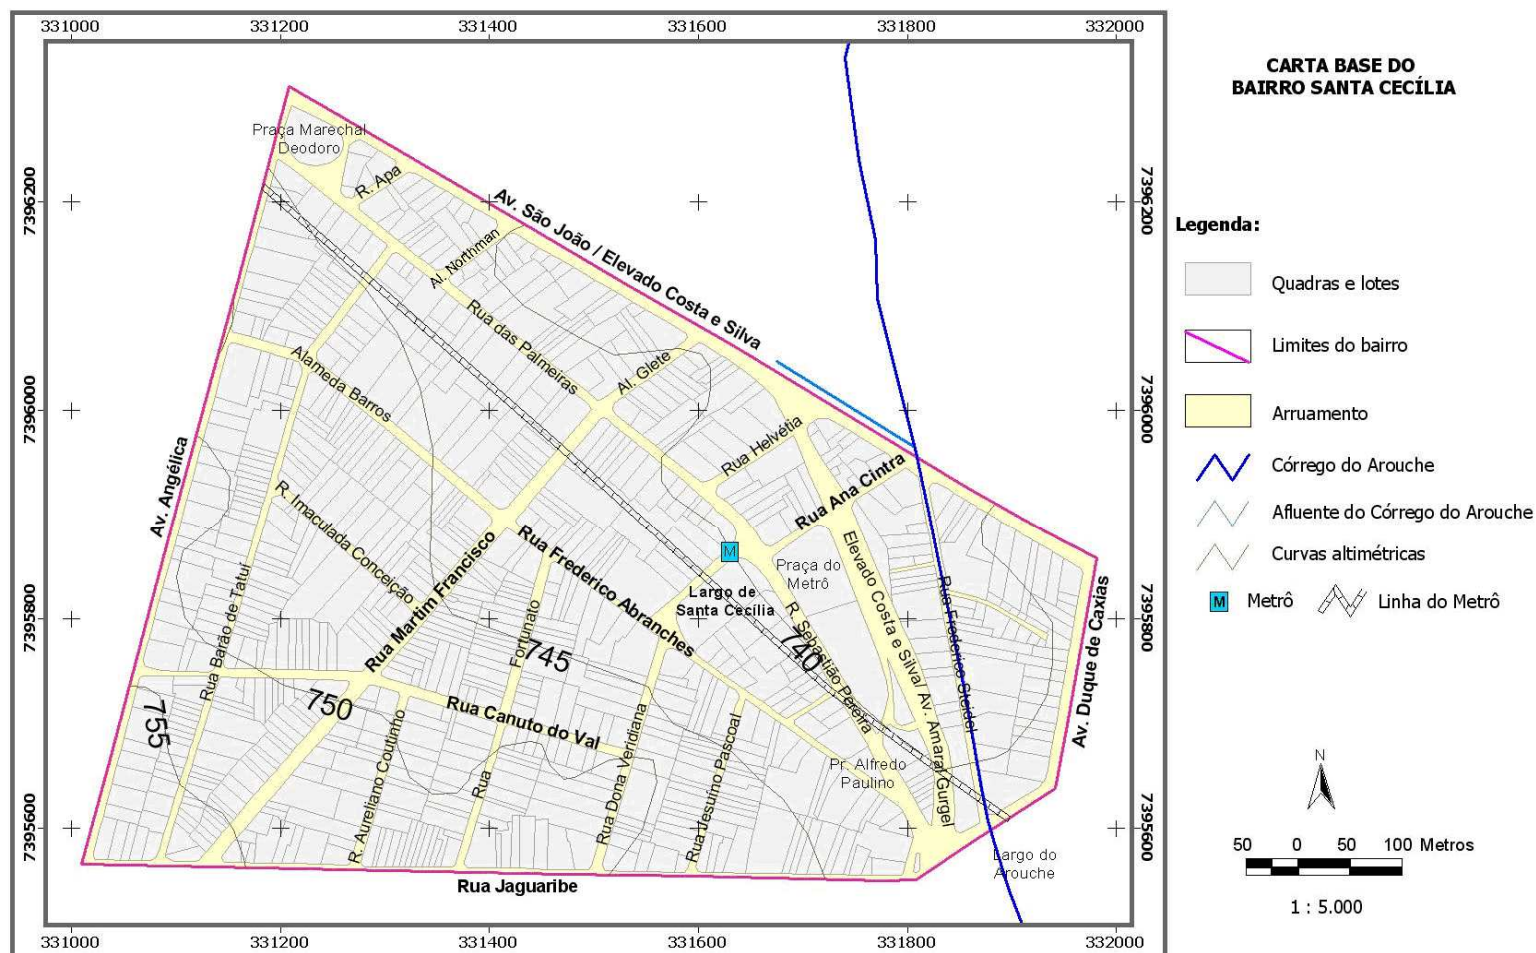 331000 331200 331400 331600 331800 332000
CARTA BASE DO
BAIRRO SANTA CECÍLIA
Praça Marechal
Deodoro
R. Apa
7396200
7396200
Av. São João / Elevado Costa e Silva
Al. Northman
Legenda:
Quadras e lotes
Rua das Palmeiras
Limites do bairro
Alameda Barros
Al. Glete
7396000
7396000
Arruamento
Rua Helvétia
Av. Angélica
Rua Ana Cintra
Córrego do Arouche
R. Imaculada Conceição
Afluente do Córrego do Arouche
Rua Martim Francisco
Rua Frederico Abranches
Elevado Costa e Silva/ Av. Amaral Gurgel
M
Curvas altimétricas
Praça do
Metrô
Rua Barão de Tatuí
Largo de
Santa Cecília
M Metrô
Linha do Metrô
Rua Frederico Steidel
7395800
7395800
R. Sebastião Pereira
Fortunato
745
740
Av. Duque de Caxias
750
755
Rua Canuto do Val
R. Aureliano Coutinho
Rua
Rua Dona Veridiana
Rua Jesuíno Pascoal
Pr. Alfredo
Paulino
N
7395600
7395600
50 0 50 100 Metros
Largo do
Arouche
Rua Jaguaribe
1 : 5.000
331000 331200 331400 331600 331800 332000